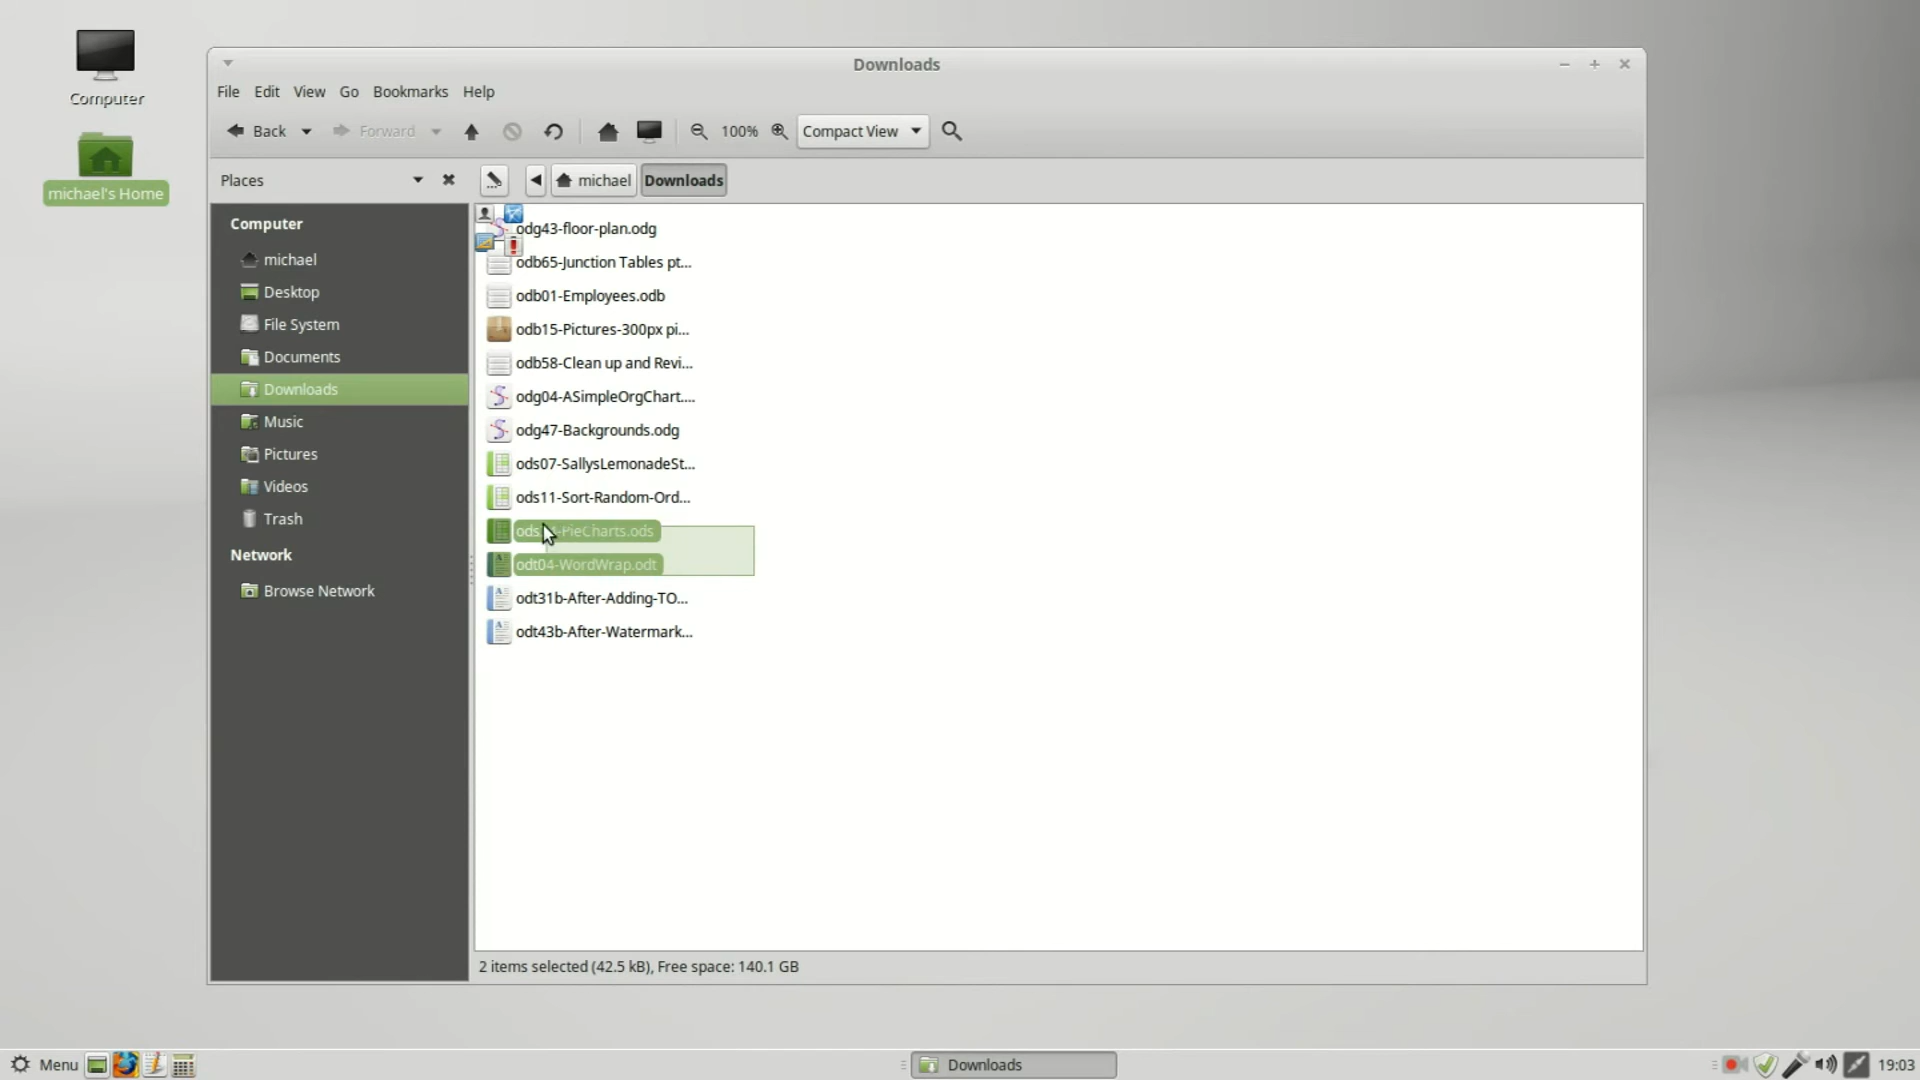 Computer
michael's Home
Downloads
File Edit View Go Bookmarks Help
Back Forward 100% Compact View
Places
michael Downloads
Computer
michael
Desktop
File System
Documents
Downloads
Music
Pictures
Videos
Trash
Network
Browse Network
odg43-floor-plan.odg
odb65-Junction Tables pt...
odb01-Employees.odb
odb15-Pictures-300px pi...
odb58-Clean up and Revi...
odg04-ASimpleOrgChart....
odg47-Backgrounds.odg
ods07-SallysLemonadeSt...
ods11-Sort-Random-Ord...
-PieCharts.ods
odt04-WordWrap.odt
odt31b-After-Adding-TO...
odt43b-After-Watermark...
2 items selected (42.5 kB), Free space: 140.1 GB
Menu Downloads 19:03